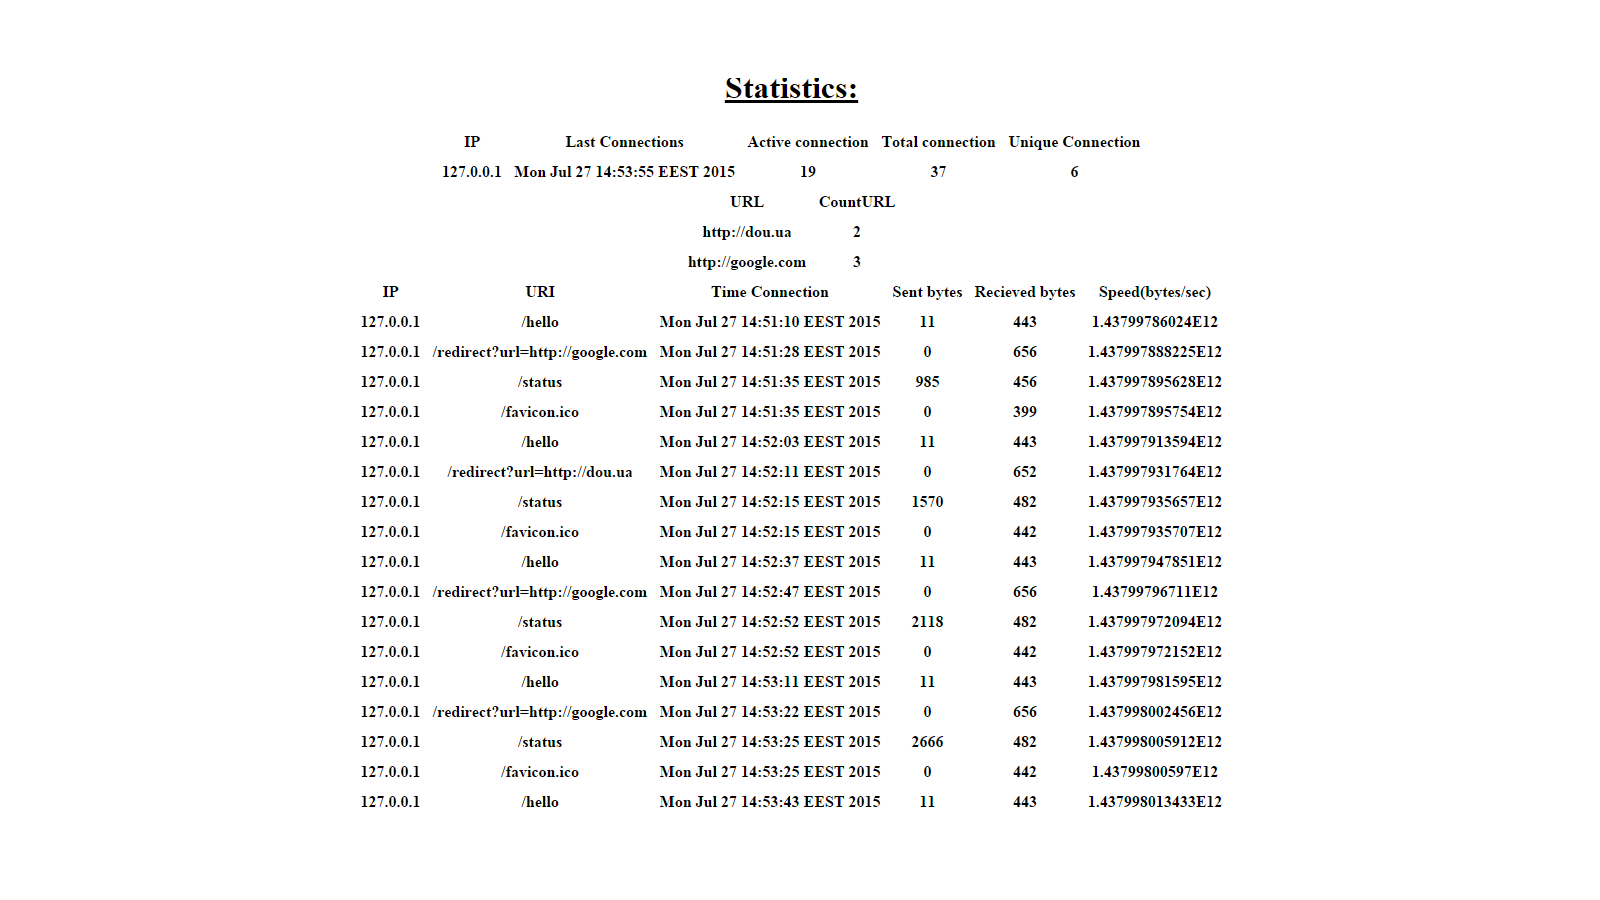 Statistics:
IP Last Connections Active connection Total connection Unique Connection
127.0.0.1 Mon Jul 27 14:53:55 EEST 2015 19 37 6
URL CountURL
http://dou.ua 2
http://google.com 3
IP URI Time Connection Sent bytes Recieved bytes Speed(bytes/sec)
127.0.0.1 /hello Mon Jul 27 14:51:10 EEST 2015 11 443 1.43799786024E12
127.0.0.1 /redirect?url=http://google.com Mon Jul 27 14:51:28 EEST 2015 0 656 1.437997888225E12
127.0.0.1 /status Mon Jul 27 14:51:35 EEST 2015 985 456 1.437997895628E12
127.0.0.1 /favicon.ico Mon Jul 27 14:51:35 EEST 2015 0 399 1.437997895754E12
127.0.0.1 /hello Mon Jul 27 14:52:03 EEST 2015 11 443 1.437997913594E12
127.0.0.1 /redirect?url=http://dou.ua Mon Jul 27 14:52:11 EEST 2015 0 652 1.437997931764E12
127.0.0.1 /status Mon Jul 27 14:52:15 EEST 2015 1570 482 1.437997935657E12
127.0.0.1 /favicon.ico Mon Jul 27 14:52:15 EEST 2015 0 442 1.437997935707E12
127.0.0.1 /hello Mon Jul 27 14:52:37 EEST 2015 11 443 1.437997947851E12
127.0.0.1 /redirect?url=http://google.com Mon Jul 27 14:52:47 EEST 2015 0 656 1.43799796711E12
127.0.0.1 /status Mon Jul 27 14:52:52 EEST 2015 2118 482 1.437997972094E12
127.0.0.1 /favicon.ico Mon Jul 27 14:52:52 EEST 2015 0 442 1.437997972152E12
127.0.0.1 /hello Mon Jul 27 14:53:11 EEST 2015 11 443 1.437997981595E12
127.0.0.1 /redirect?url=http://google.com Mon Jul 27 14:53:22 EEST 2015 0 656 1.437998002456E12
127.0.0.1 /status Mon Jul 27 14:53:25 EEST 2015 2666 482 1.437998005912E12
127.0.0.1 /favicon.ico Mon Jul 27 14:53:25 EEST 2015 0 442 1.43799800597E12
127.0.0.1 /hello Mon Jul 27 14:53:43 EEST 2015 11 443 1.437998013433E12